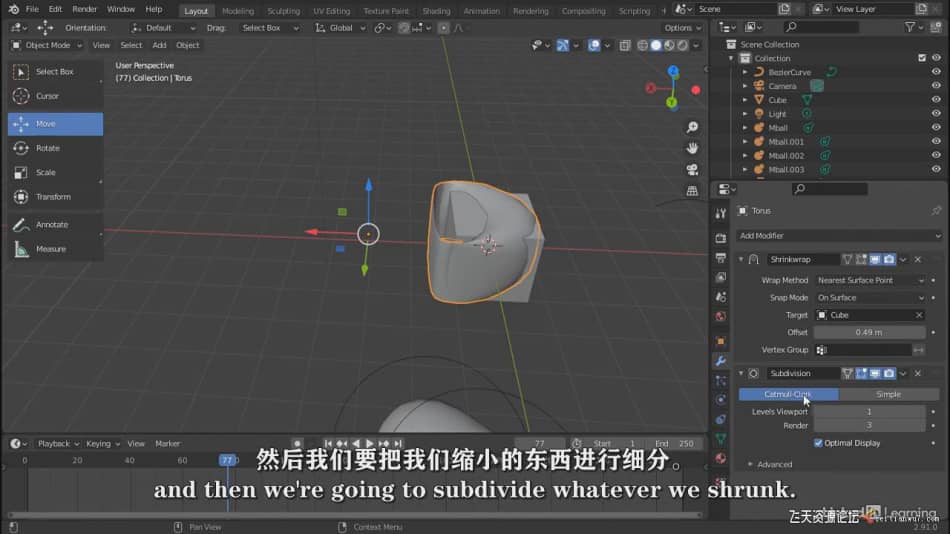 File Edit Render Window Help Layout Modeling Sculpting UV Editing Texture Paint Shading Animation Rendering Compositing Scripting Scene View Layer
Orientation: Default Drag: Select Box Global Options
Object Mode View Select Add Object
User Perspective
(77) Collection | Torus
Select Box
Cursor
Move
Rotate
Scale
Transform
Annotate
Measure
X
Y
Z
Scene Collection
Collection
BezierCurve
Camera
Cube
Light
Mball
Mball.001
Mball.002
Mball.003
Torus
Add Modifier
Shrinkwrap
Wrap Method Nearest Surface Point
Snap Mode On Surface
Target Cube
Offset 0.49 m
Vertex Group
Subdivision
Catmull-Clark Simple
Levels Viewport 1
Render 3
Optimal Display
Advanced
Playback Keying View Marker 77 Start 1 End 250
0 20 40 60 77 
然后我们要把我们缩小的东西进行细分。
and then we're going to subdivide whatever we shrunk.
飞天资源论坛 feitianwu7.com
Learning
Pan View Context Menu 2.91.0